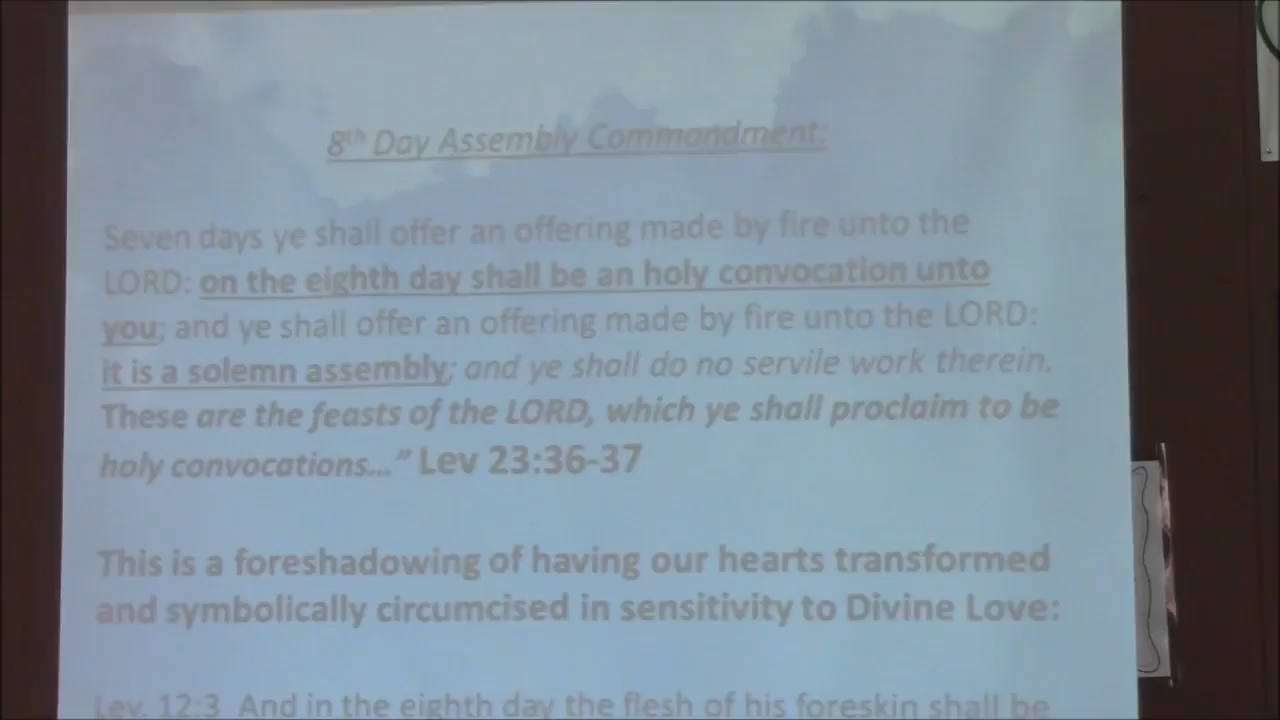 8th Day Assembly Commandment:
Seven days ye shall offer an offering made by fire unto the
LORD: on the eighth day shall be an holy convocation unto
you; and ye shall offer an offering made by fire unto the LORD:
it is a solemn assembly; and ye shall do no servile work therein.
These are the feasts of the LORD, which ye shall proclaim to be
holy convocations…” Lev 23:36-37
This is a foreshadowing of having our hearts transformed
and symbolically circumcised in sensitivity to Divine Love:
Lev. 12:3 And in the eighth day the flesh of his foreskin shall be